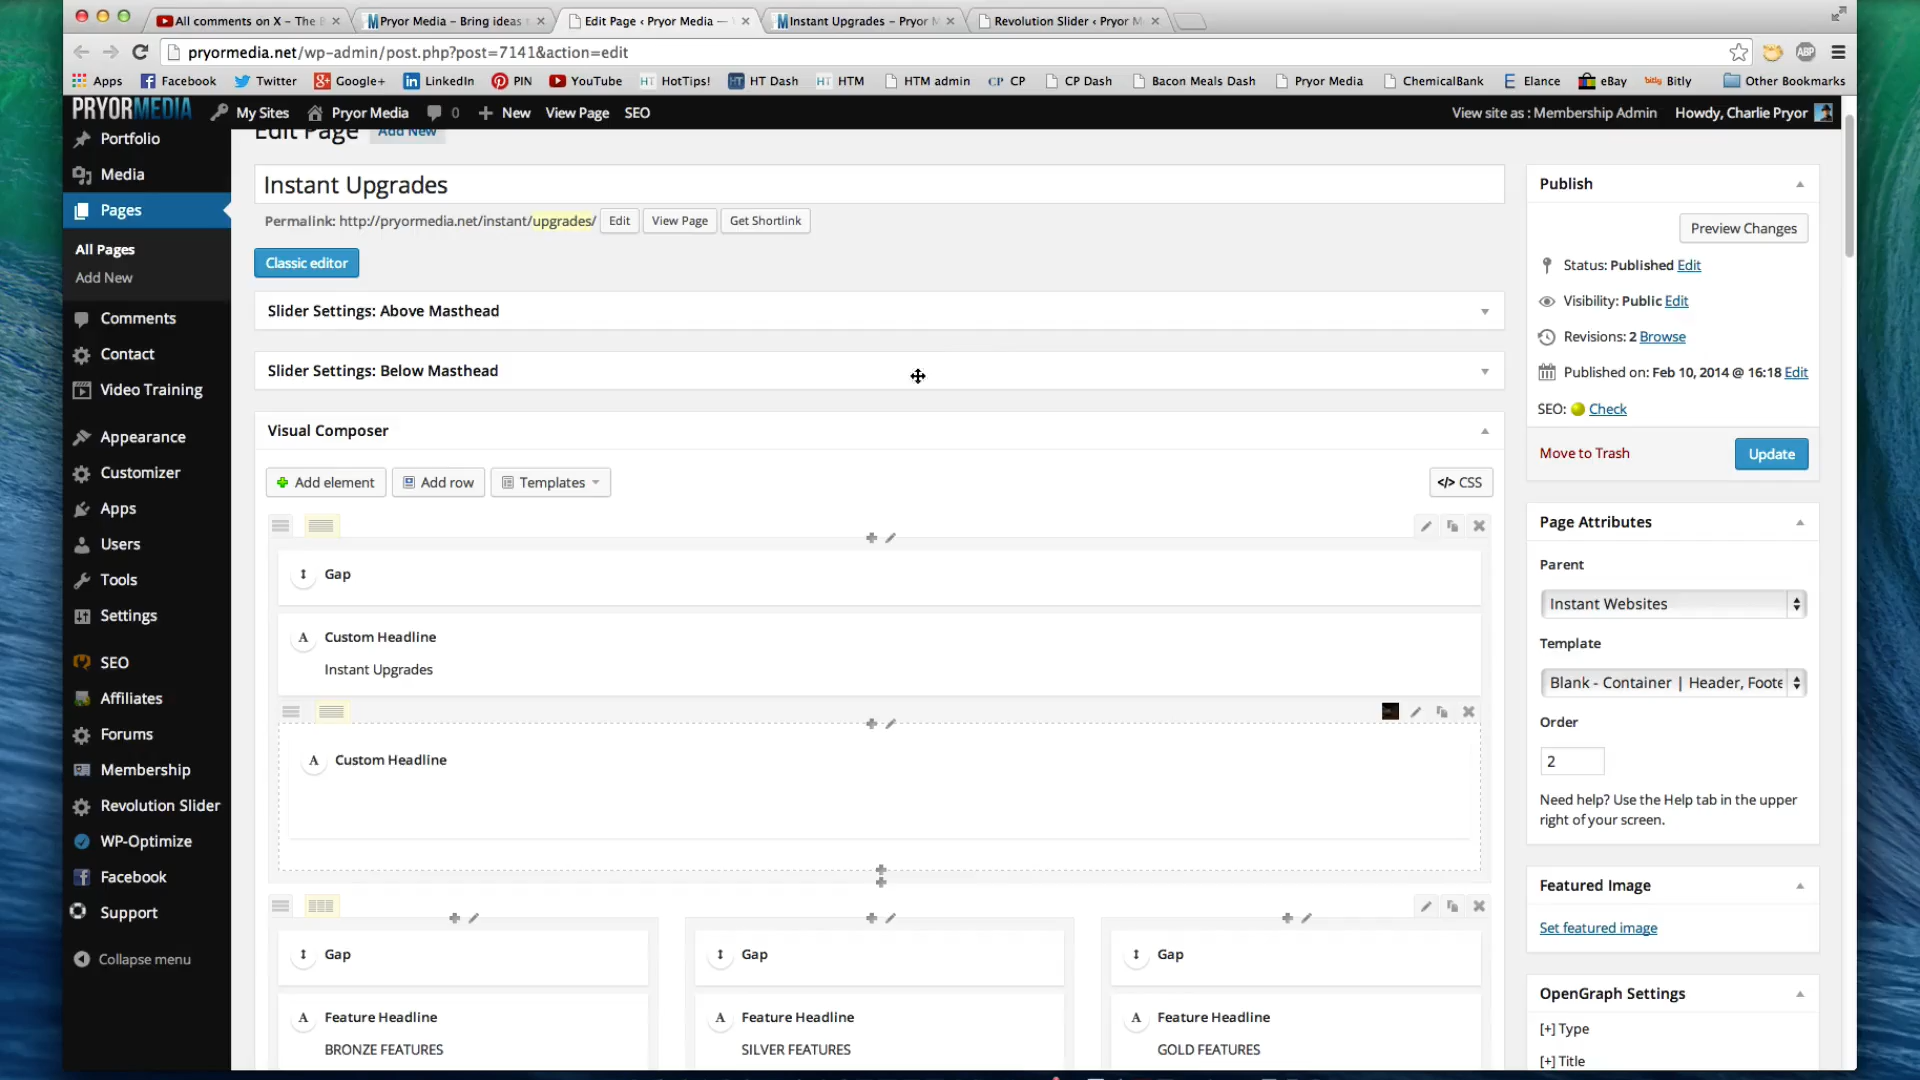 All comments on X – The
Pryor Media – Bring ideas
Edit Page ‹ Pryor Media —
Instant Upgrades – Pryor
Revolution Slider ‹ Pryor
pryormedia.net/wp-admin/post.php?post=7141&action=edit
ABP
Apps Facebook Twitter Google+ LinkedIn PIN YouTube HT HotTips! HT HT Dash HT HTM HTM admin CP CP CP Dash Bacon Meals Dash Pryor Media ChemicalBank Elance eBay bitly Bitly Other Bookmarks
PRYORMEDIA My Sites Pryor Media 0 New View Page SEO View site as : Membership Admin Howdy, Charlie Pryor
Portfolio
Media
Pages
All Pages
Add New
Comments
Contact
Video Training
Appearance
Customizer
Apps
Users
Tools
Settings
SEO
Affiliates
Forums
Membership
Revolution Slider
WP-Optimize
Facebook
Support
Collapse menu
Edit Page Add New
Instant Upgrades
Permalink: http://pryormedia.net/instant/upgrades/ Edit View Page Get Shortlink
Classic editor
Slider Settings: Above Masthead
Slider Settings: Below Masthead
Visual Composer
Add element Add row Templates </> CSS
Gap
A Custom Headline
Instant Upgrades
A Custom Headline
Gap Gap Gap
A Feature Headline A Feature Headline A Feature Headline
BRONZE FEATURES SILVER FEATURES GOLD FEATURES
Publish
Preview Changes
Status: Published Edit
Visibility: Public Edit
Revisions: 2 Browse
Published on: Feb 10, 2014 @ 16:18 Edit
SEO: Check
Move to Trash Update
Page Attributes
Parent
Instant Websites
Template
Blank - Container | Header, Foote
Order
2
Need help? Use the Help tab in the upper
right of your screen.
Featured Image
Set featured image
OpenGraph Settings
[+] Type
[+] Title